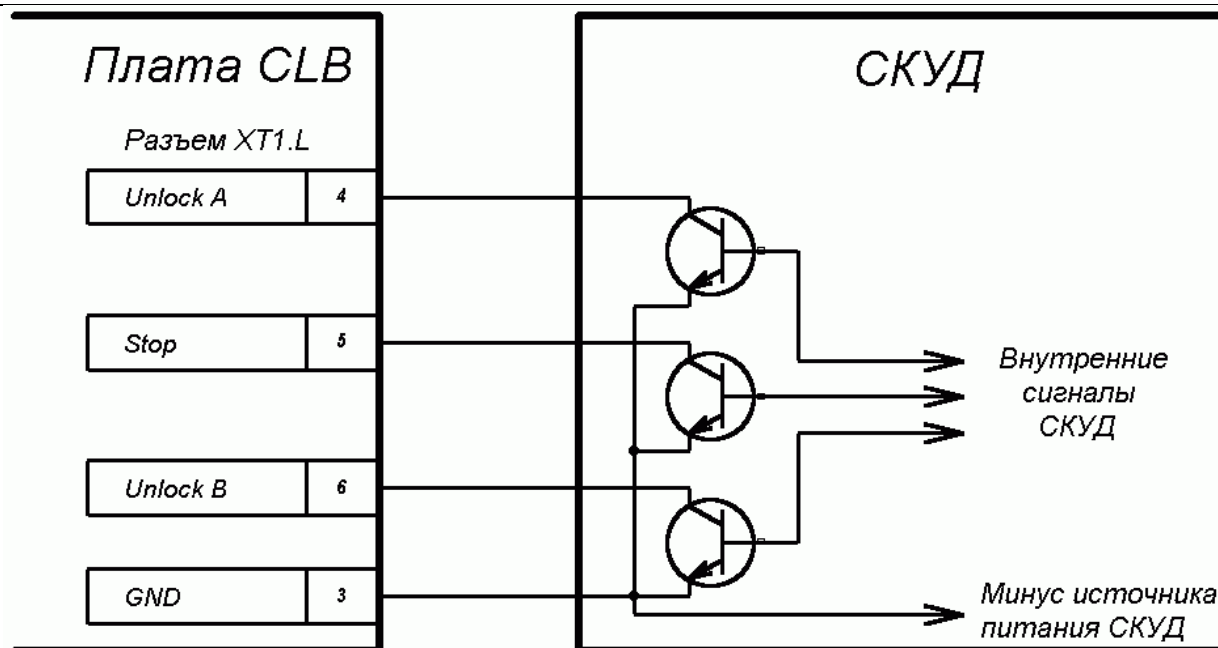 Плата CLB
СКУД
Разъем XT1.L
Unlock A 4
Stop 5
Unlock B 6
GND 3
Внутренние
сигналы
СКУД
Минус источника
питания СКУД